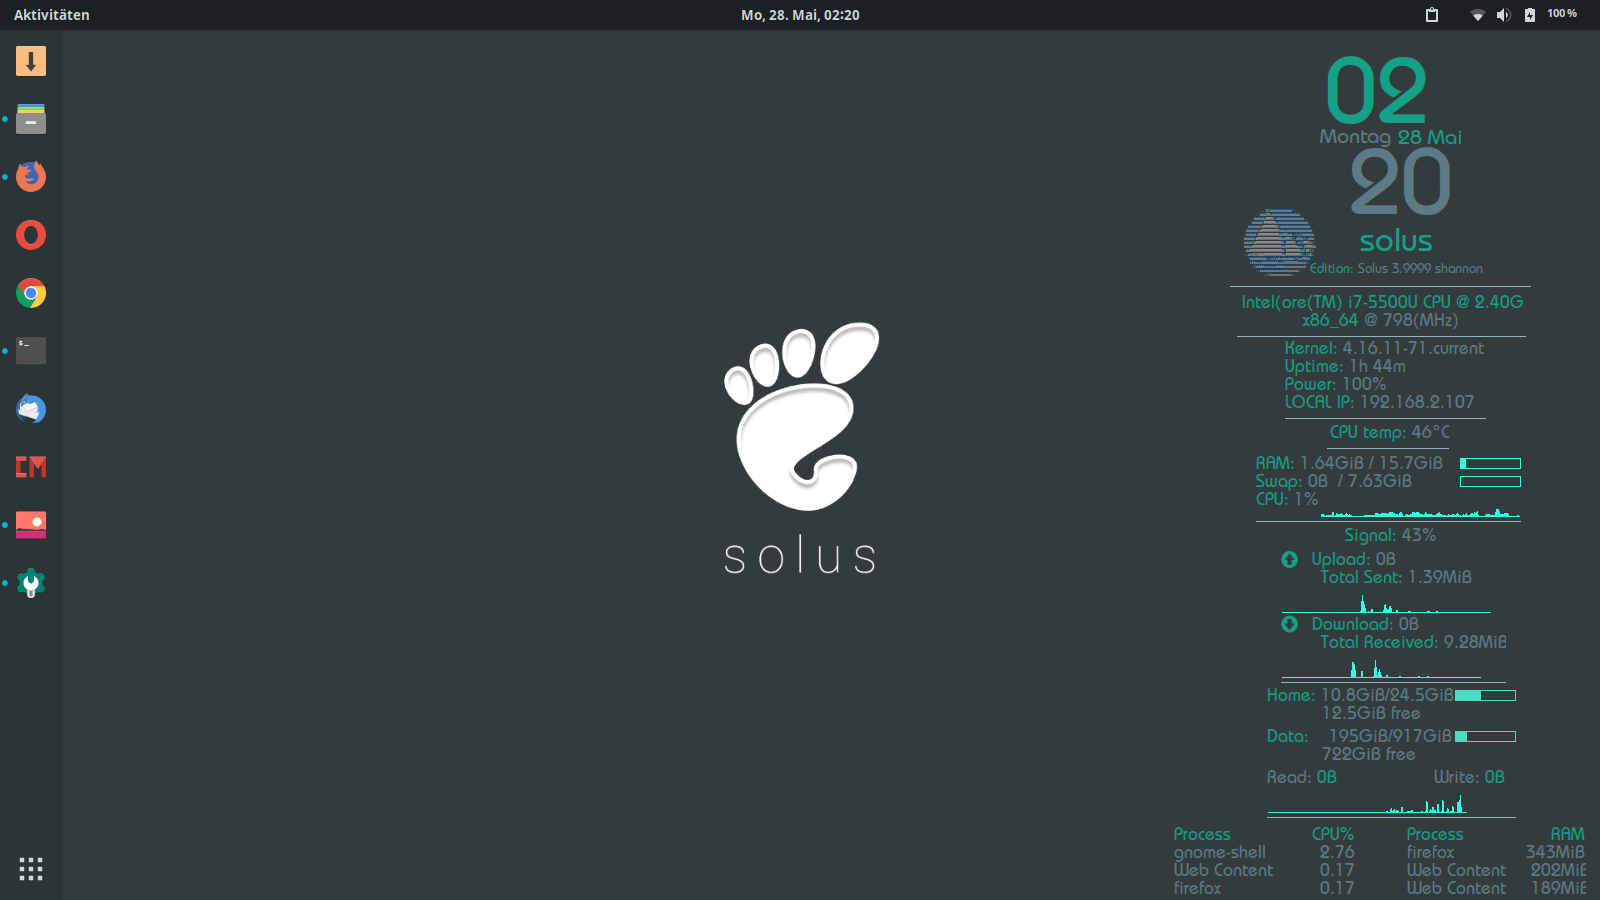 Aktivitäten
Mo, 28. Mai, 02:20
100 %
02
Montag 28 Mai
20
solus
Edition: Solus 3.9999 shannon
Intel(ore(TM) i7-5500U CPU @ 2.40G
x86_64 @ 798(MHz)
Kernel: 4.16.11-71.current
Uptime: 1h 44m
Power: 100%
LOCAL IP: 192.168.2.107
CPU temp: 46°C
RAM: 1.64GiB / 15.7GiB
Swap: 0B / 7.63GiB
CPU: 1%
Signal: 43%
Upload: 0B
Total Sent: 1.39MiB
Download: 0B
Total Received: 9.28MiB
Home: 10.8GiB/24.5GiB
12.5GiB free
Data: 195GiB/917GiB
722GiB free
Read: 0B Write: 0B
Process CPU% Process RAM
gnome-shell 2.76 firefox 343MiB
Web Content 0.17 Web Content 202MiB
firefox 0.17 Web Content 189MiB
solus
CM